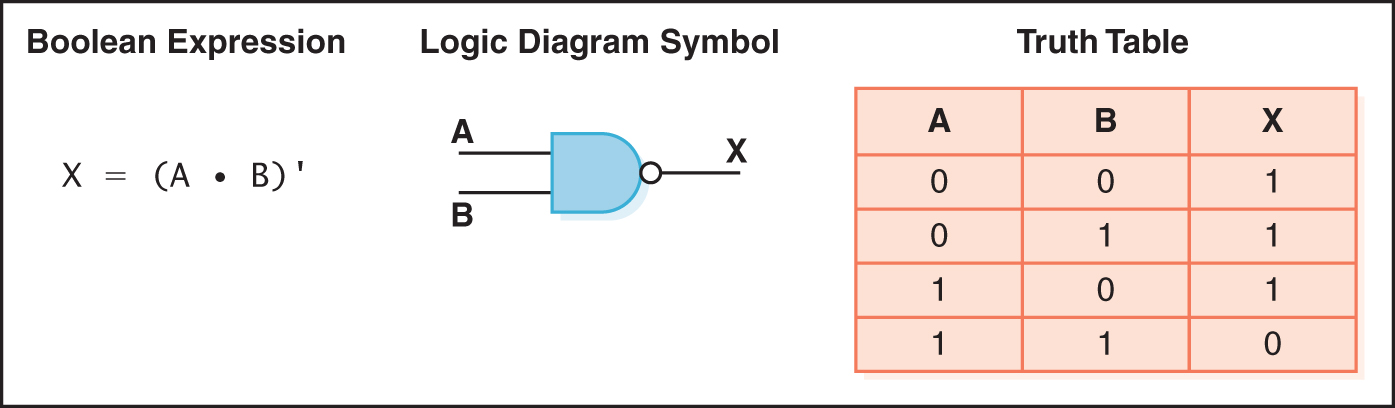 Boolean Expression
X = (A • B)'
Logic Diagram Symbol
A
B
X
Truth Table
A B X
0 0 1
0 1 1
1 0 1
1 1 0